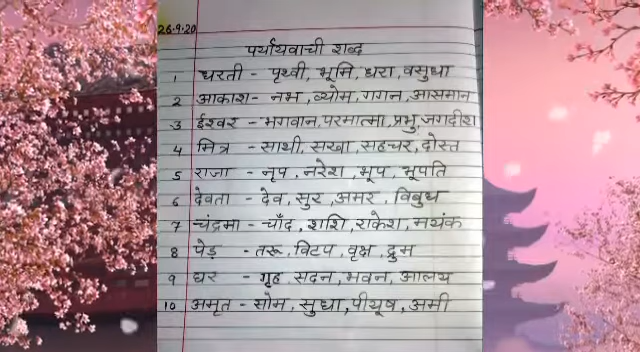 26.9.20
पर्यायवाची शब्द
1 धरती - पृथ्वी, भूमि, धरा, वसुधा
2 आकाश - नभ, व्योम, गगन, आसमान
3 ईश्वर - भगवान, परमात्मा, प्रभु, जगदीश
4 मित्र - साथी, सखा, सहचर, दोस्त
5 राजा - नृप, नरेश, भूप, भूपति
6 देवता - देव, सुर, अमर, विबुध
7 चंद्रमा - चाँद, शशि, राकेश, मयंक
8 पेड़ - तरू, विटप, वृक्ष, द्रुम
9 घर - गृह, सदन, भवन, आलय
10 अमृत - सोम, सुधा, पीयूष, अमी